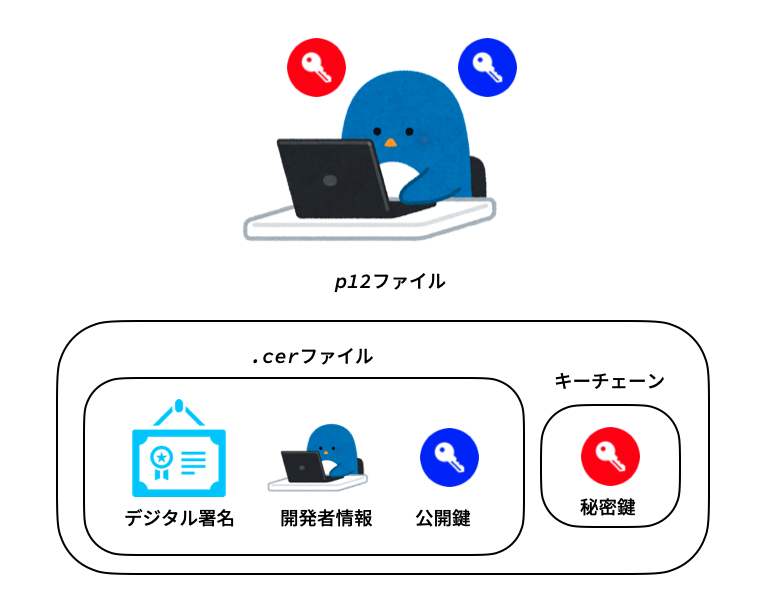 p12ファイル
.cerファイル
キーチェーン
デジタル署名
開発者情報
公開鍵
秘密鍵